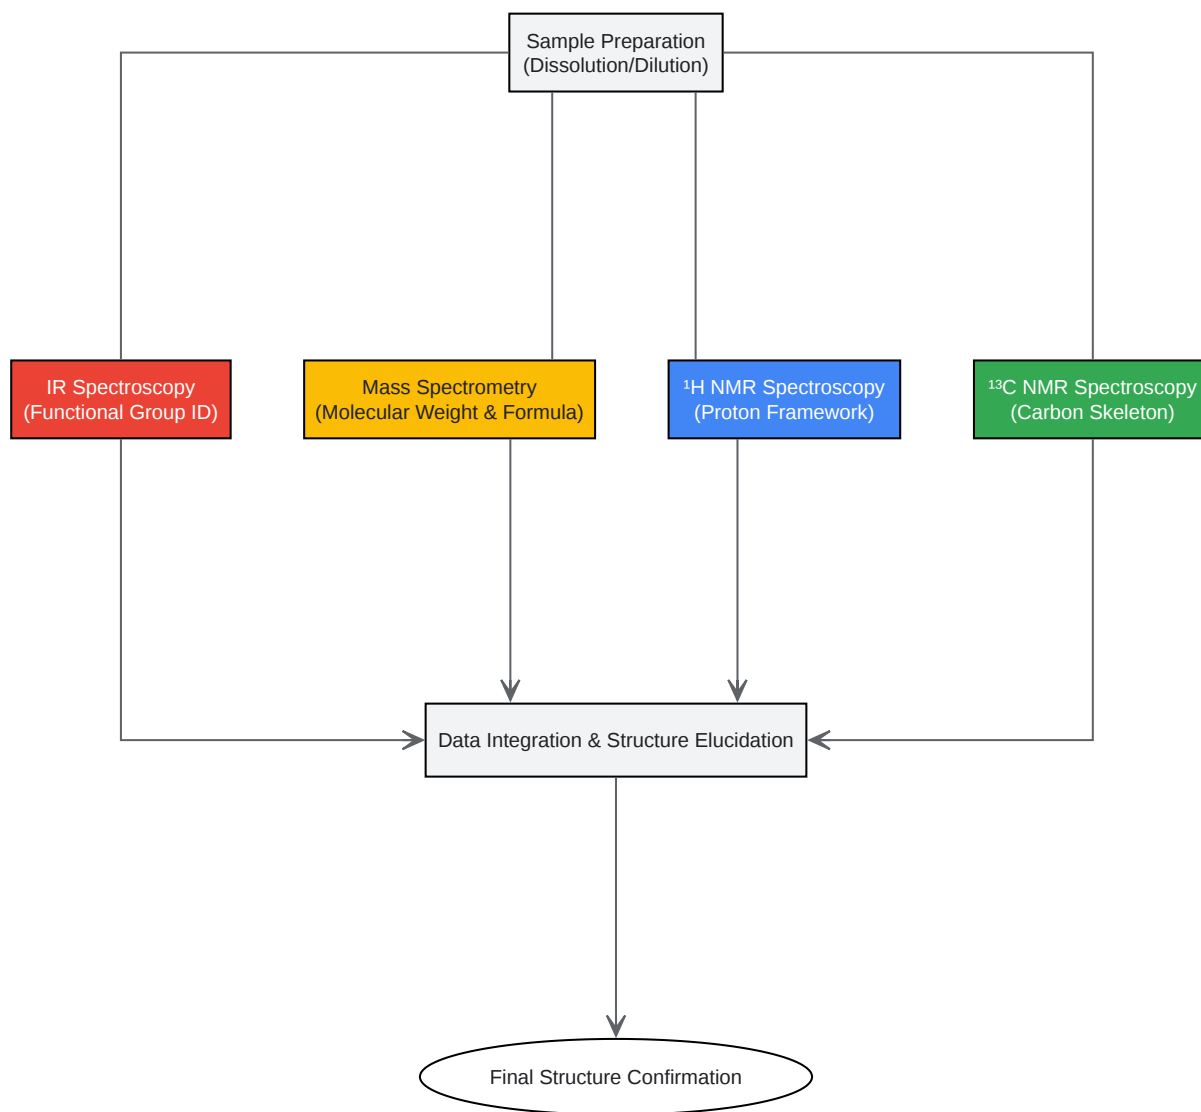 Sample Preparation
(Dissolution/Dilution)
IR Spectroscopy
(Functional Group ID)
Mass Spectrometry
(Molecular Weight & Formula)
¹H NMR Spectroscopy
(Proton Framework)
¹³C NMR Spectroscopy
(Carbon Skeleton)
Data Integration & Structure Elucidation
Final Structure Confirmation